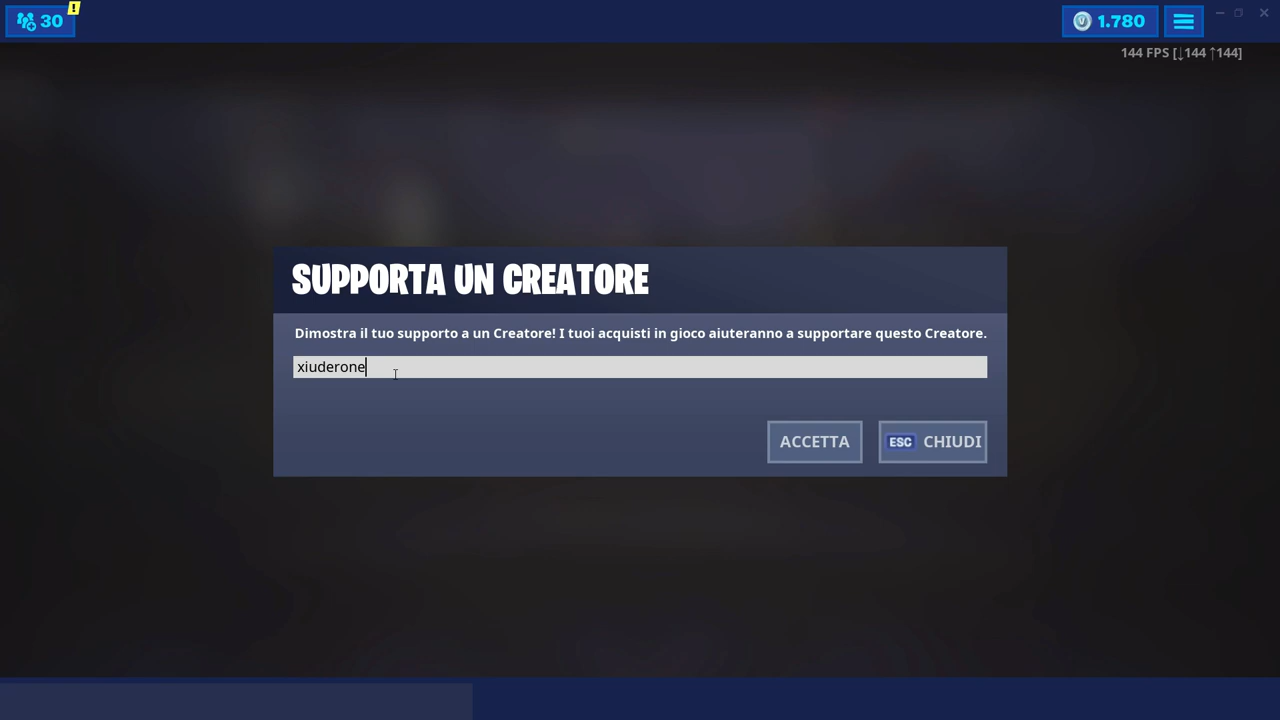 30
!
1.780
144 FPS [↓144 ↑144]
SUPPORTA UN CREATORE
Dimostra il tuo supporto a un Creatore! I tuoi acquisti in gioco aiuteranno a supportare questo Creatore.
xiuderone
ACCETTA
ESC CHIUDI